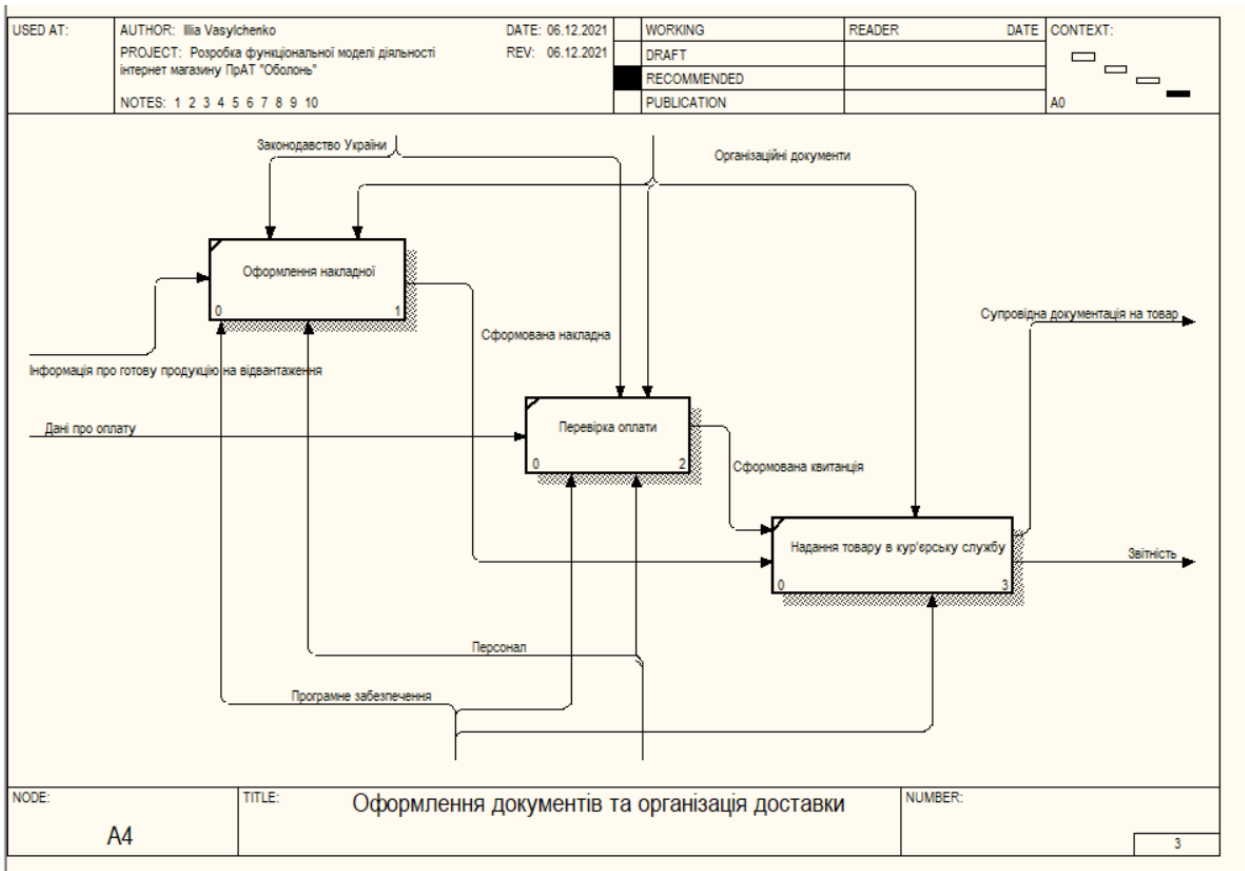 USED AT:
AUTHOR: Illia Vasylchenko
DATE: 06.12.2021
PROJECT: Розробка функціональної моделі діяльності
інтернет магазину ПрАТ "Оболонь"
REV: 06.12.2021
NOTES: 1 2 3 4 5 6 7 8 9 10
WORKING
DRAFT
RECOMMENDED
PUBLICATION
READER
DATE
CONTEXT:
A0
Законодавство України
Організаційні документи
Оформлення накладної
0
1
Інформація про готову продукцію на відвантаження
Сформована накладна
Супровідна документація на товар
Дані про оплату
Перевірка оплати
0
2
Сформована квитанція
Надання товару в кур'єрську службу
0
3
Звітність
Персонал
Програмне забезпечення
NODE:
A4
TITLE:
Оформлення документів та організація доставки
NUMBER:
3